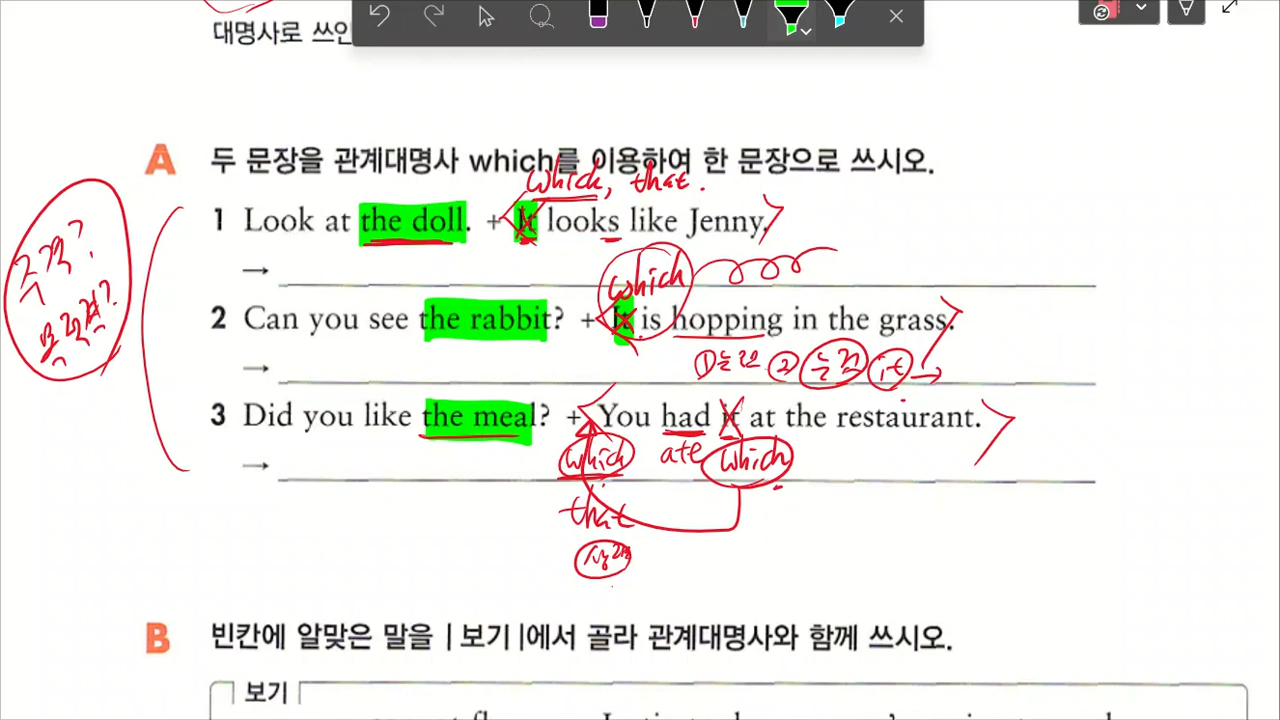 대명사로 쓰인
A 두 문장을 관계대명사 which를 이용하여 한 문장으로 쓰시오.
which, that.
1 Look at the doll. + It looks like Jenny.
→
주격?
목적격?
which
2 Can you see the rabbit? + It is hopping in the grass.
→
3 Did you like the meal? + You had it at the restaurant.
→
which ate which
that
B 빈칸에 알맞은 말을 | 보기 |에서 골라 관계대명사와 함께 쓰시오.
보기